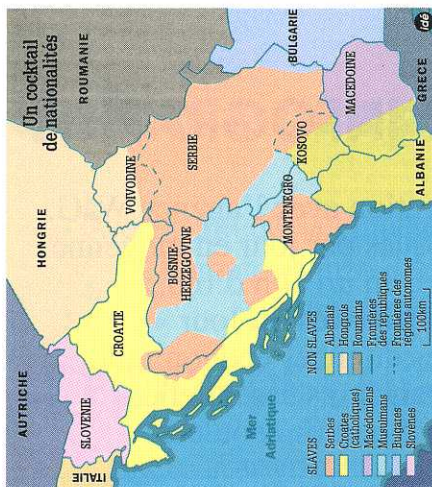 Un cocktail
de nationalités
AUTRICHE
HONGRIE
ROUMANIE
ITALIE
SLOVENIE
CROATIE
VOIVODINE
BOSNIE-
HERZEGOVINE
SERBIE
BULGARIE
MONTENEGRO
KOSOVO
MACEDOINE
ALBANIE
GRECE
Mer
Adriatique
SLAVES
Serbes
Croates
(catholiques)
Macédoniens
Musulmans
Bulgares
Slovènes
NON SLAVES
Albanais
Hongrois
Roumains
Frontières
des républiques
Frontières des
régions autonomes
100km
idé